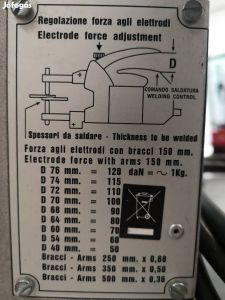 Jófogás
Regolazione forza agli elettrodi
Electrode force adjustment
D
COMANDO SALDATURA
WELDING CONTROL
Spessori da saldare - Thickness to be welded
Forza agli elettrodi con bracci 150 mm.
Electrode force with arms 150 mm.
D 76 mm. = 120 daN = ~ 1Kg.
D 74 mm. = 115
D 72 mm. = 110
D 70 mm. = 100
D 68 mm. = 90
D 64 mm. = 80
D 60 mm. = 70
D 54 mm. = 60
D 48 mm. = 50
Bracci - Arms 250 mm. x 0,68
Bracci - Arms 350 mm. x 0,50
Bracci - Arms 500 mm. x 0,36